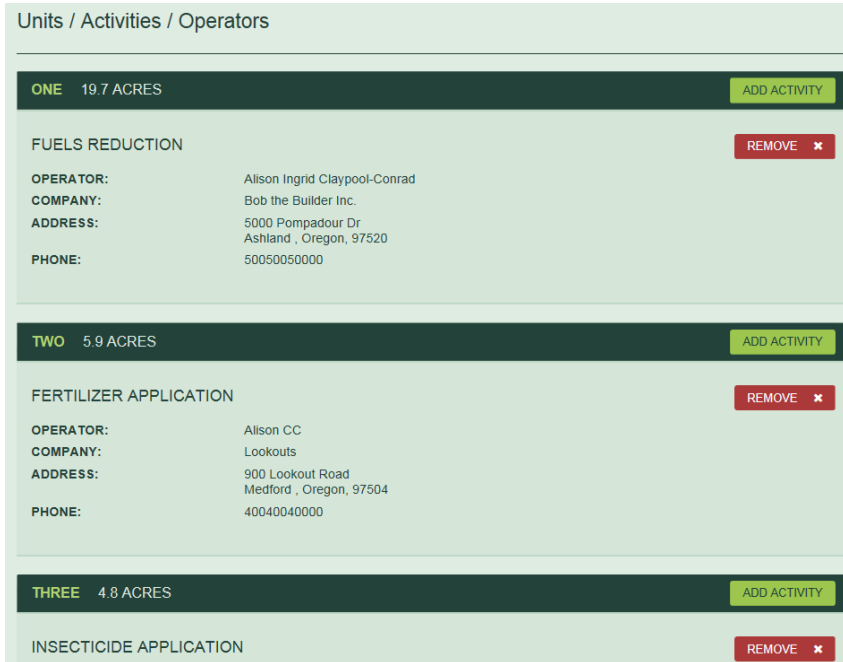 Units / Activities / Operators
ONE 19.7 ACRES ADD ACTIVITY
FUELS REDUCTION REMOVE ✖
OPERATOR: Alison Ingrid Claypool-Conrad
COMPANY: Bob the Builder Inc.
ADDRESS: 5000 Pompadour Dr
Ashland , Oregon, 97520
PHONE: 50050050000
TWO 5.9 ACRES ADD ACTIVITY
FERTILIZER APPLICATION REMOVE ✖
OPERATOR: Alison CC
COMPANY: Lookouts
ADDRESS: 900 Lookout Road
Medford , Oregon, 97504
PHONE: 40040040000
THREE 4.8 ACRES ADD ACTIVITY
INSECTICIDE APPLICATION REMOVE ✖